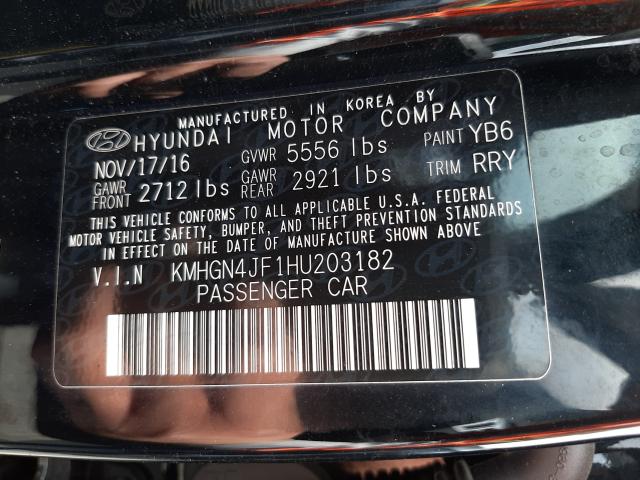 MANUFACTURED IN KOREA BY
HYUNDAI MOTOR COMPANY
NOV/17/16 GVWR 5556 lbs PAINT YB6
GAWR FRONT 2712 lbs GAWR REAR 2921 lbs TRIM RRY
THIS VEHICLE CONFORMS TO ALL APPLICABLE U.S.A. FEDERAL
MOTOR VEHICLE SAFETY, BUMPER, AND THEFT PREVENTION STANDARDS
IN EFFECT ON THE DATE OF MANUFACTURE SHOWN ABOVE
V.I.N KMHGN4JF1HU203182
PASSENGER CAR